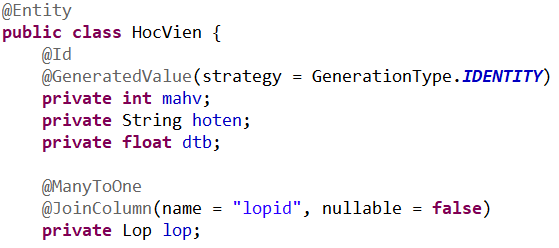 @Entity
public class HocVien {
    @Id
    @GeneratedValue(strategy = GenerationType.IDENTITY)
    private int mahv;
    private String hoten;
    private float dtb;

    @ManyToOne
    @JoinColumn(name = "lopid", nullable = false)
    private Lop lop;